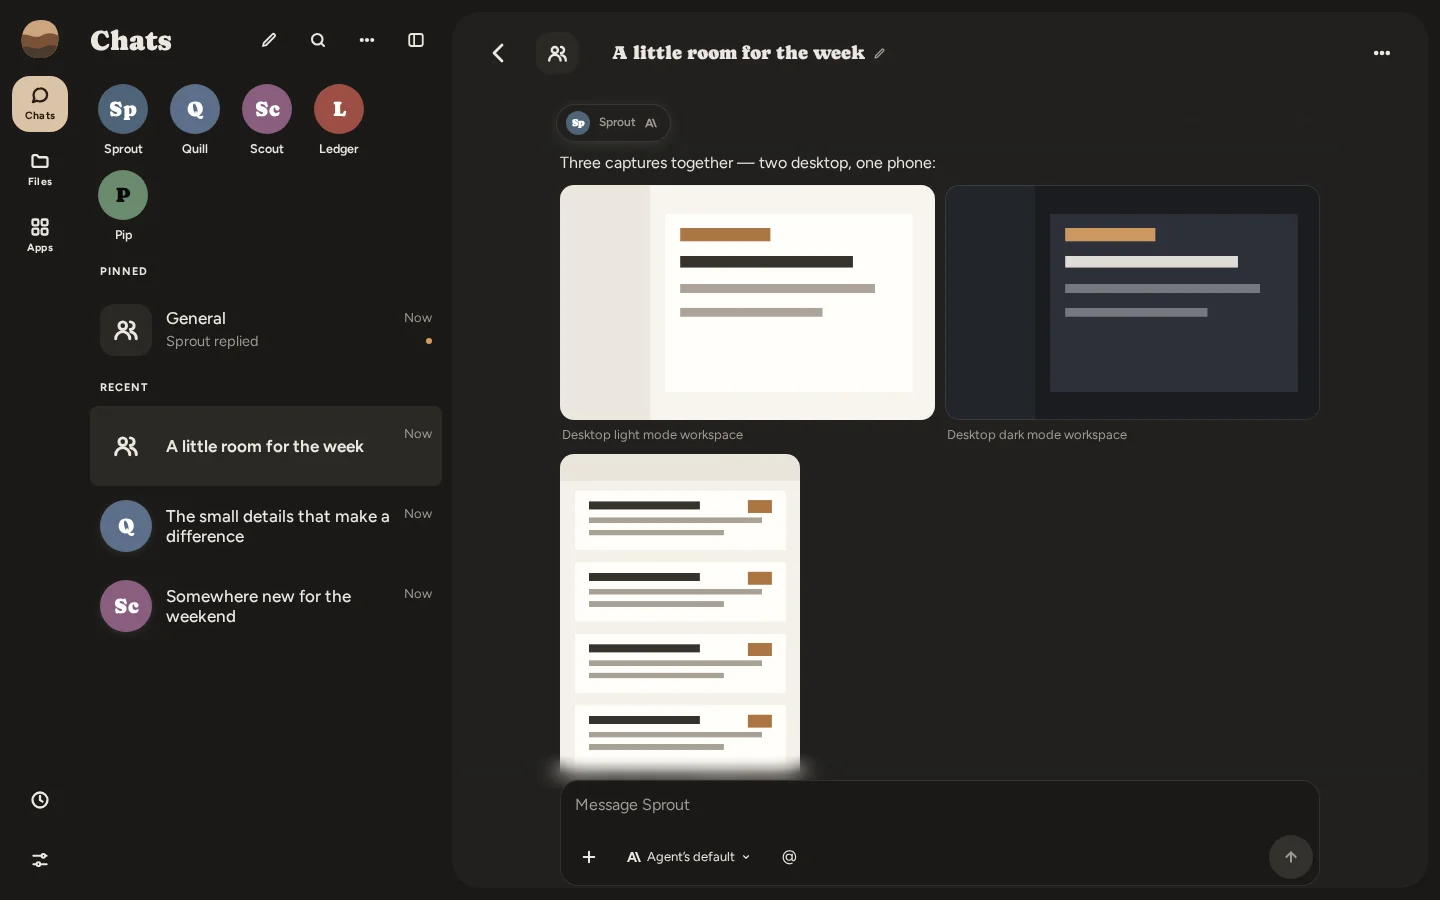 Chats
Chats
Files
Apps
Sp
Q
Sc
L
Sprout
Quill
Scout
Ledger
P
Pip
PINNED
General
Now
Sprout replied
RECENT
A little room for the week
Now
Q
The small details that make a difference
Now
Sc
Somewhere new for the weekend
Now
A little room for the week
Sp Sprout
Three captures together — two desktop, one phone:
Desktop light mode workspace
Desktop dark mode workspace
Message Sprout
Agent's default
@